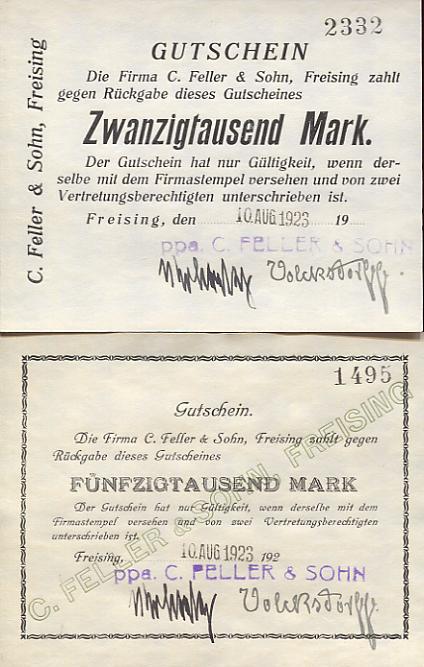 2332
C. Feller & Sohn, Freising
GUTSCHEIN
Die Firma C. Feller & Sohn, Freising zahlt
gegen Rückgabe dieses Gutscheines
Zwanzigtausend Mark.
Der Gutschein hat nur Gültigkeit, wenn der-
selbe mit dem Firmastempel versehen und von zwei
Vertretungsberechtigten unterschrieben ist.
Freising, den 10. AUG 1923 19
ppa. C. FELLER & SOHN
Volcksdorff
1495
Gutschein.
Die Firma C. Feller & Sohn, Freising zahlt gegen
Rückgabe dieses Gutscheines
FÜNFZIGTAUSEND MARK
Der Gutschein hat nur Gültigkeit, wenn derselbe mit dem
Firmastempel versehen und von zwei Vertretungsberechtigten
unterschrieben ist.
Freising, 10. AUG 1923 192
ppa. C. FELLER & SOHN
Volcksdorff
C. FELLER & SOHN, FREISING